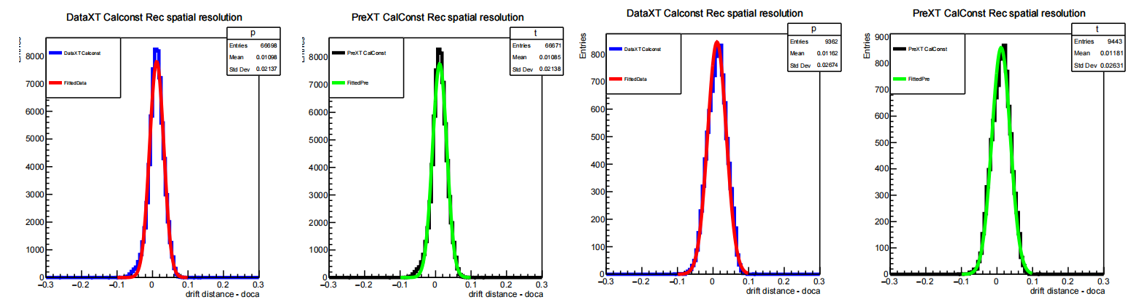 DataXT Calconst Rec spatial resolution
Entries
8000
7000
6000
5000
4000
3000
2000
1000
0
−0.3 −0.2 −0.1 0 0.1 0.2 0.3
drift distance - doca
DataXT Calconst
FittedData
p
Entries 66698
Mean 0.01098
Std Dev 0.02137
PreXT CalConst Rec spatial resolution
Entries
8000
7000
6000
5000
4000
3000
2000
1000
0
−0.3 −0.2 −0.1 0 0.1 0.2 0.3
drift distance - doca
PreXT CalConst
FittedPre
t
Entries 66671
Mean 0.01085
Std Dev 0.02138
DataXT Calconst Rec spatial resolution
Entries
800
700
600
500
400
300
200
100
0
−0.3 −0.2 −0.1 0 0.1 0.2 0.3
drift distance - doca
DataXT Calconst
FittedData
p
Entries 9362
Mean 0.01162
Std Dev 0.02674
PreXT CalConst Rec spatial resolution
Entries
900
800
700
600
500
400
300
200
100
0
−0.3 −0.2 −0.1 0 0.1 0.2 0.3
drift distance - doca
PreXT CalConst
FittedPre
t
Entries 9443
Mean 0.01181
Std Dev 0.02631